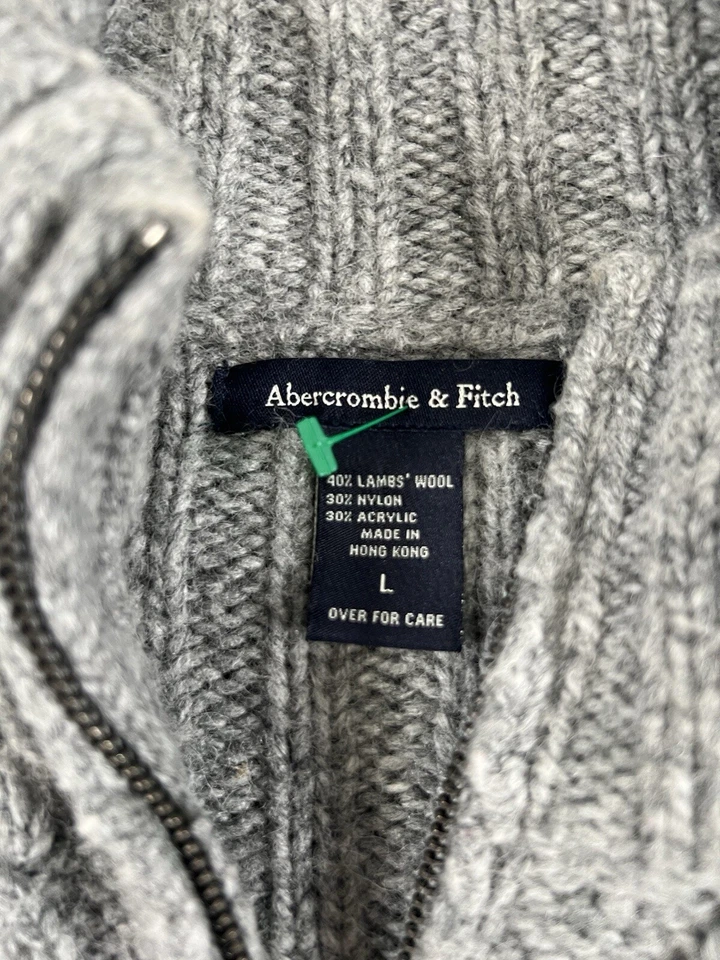 Abercrombie & Fitch
40% LAMBS' WOOL
30% NYLON
30% ACRYLIC
MADE IN
HONG KONG
L
OVER FOR CARE